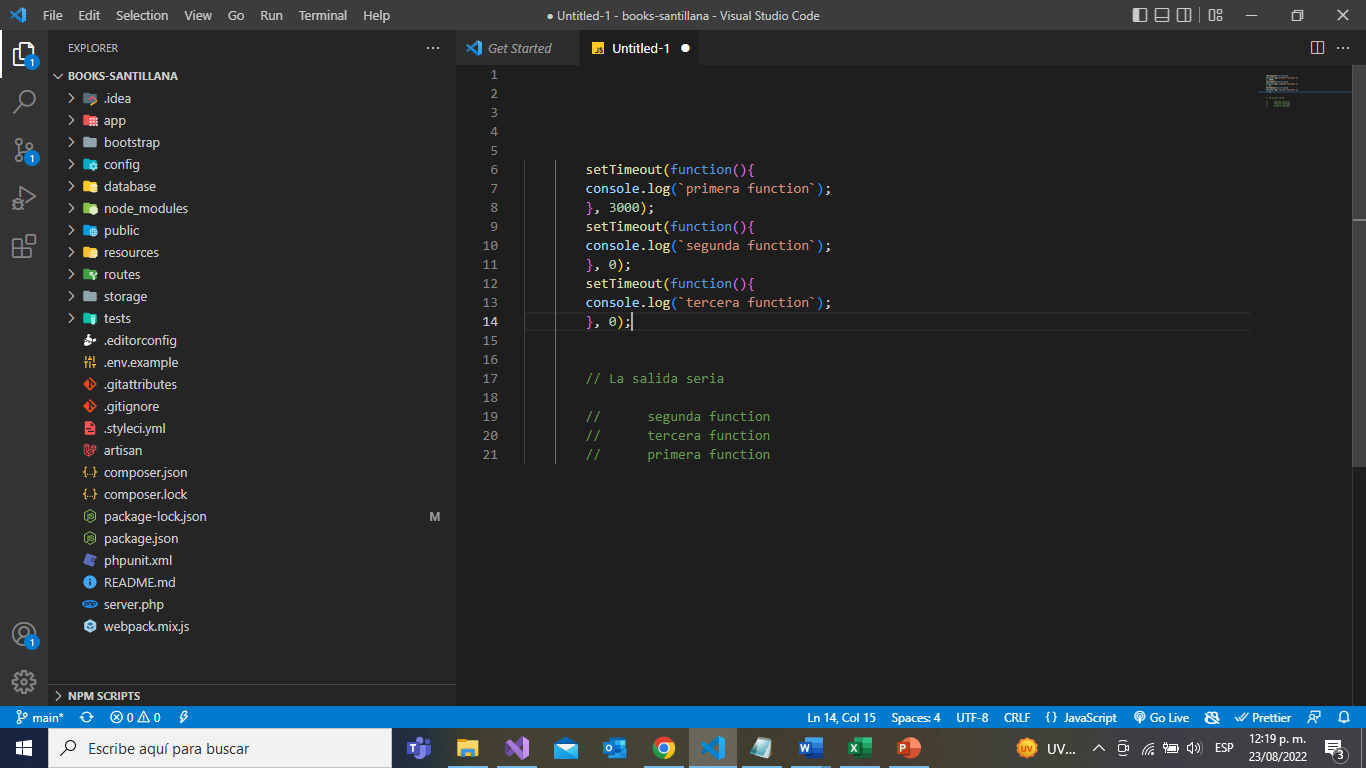 File Edit Selection View Go Run Terminal Help
● Untitled-1 - books-santillana - Visual Studio Code
EXPLORER
BOOKS-SANTILLANA
.idea
app
bootstrap
config
database
node_modules
public
resources
routes
storage
tests
.editorconfig
.env.example
.gitattributes
.gitignore
.styleci.yml
artisan
composer.json
composer.lock
package-lock.json M
package.json
phpunit.xml
README.md
server.php
webpack.mix.js
NPM SCRIPTS
Get Started
JS Untitled-1 ●
1
2
3
4
5
6 setTimeout(function(){
7 console.log(`primera function`);
8 }, 3000);
9 setTimeout(function(){
10 console.log(`segunda function`);
11 }, 0);
12 setTimeout(function(){
13 console.log(`tercera function`);
14 }, 0);
15
16
17 // La salida seria
18
19 // segunda function
20 // tercera function
21 // primera function
1
1
1
main* 0 0 Ln 14, Col 15 Spaces: 4 UTF-8 CRLF {} JavaScript Go Live Prettier
Escribe aquí para buscar
UV UV... ESP 12:19 p. m.
23/08/2022
3